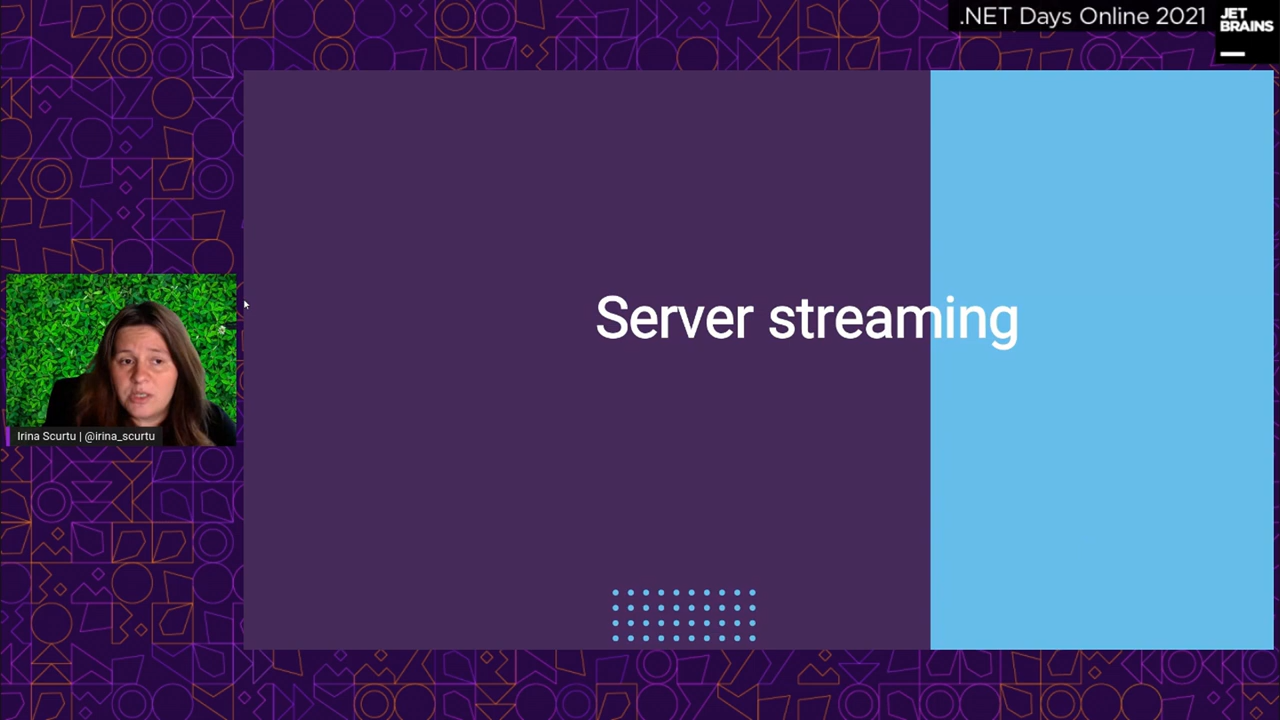 .NET Days Online 2021
JET
BRAINS
Server streaming
Irina Scurtu | @irina_scurtu